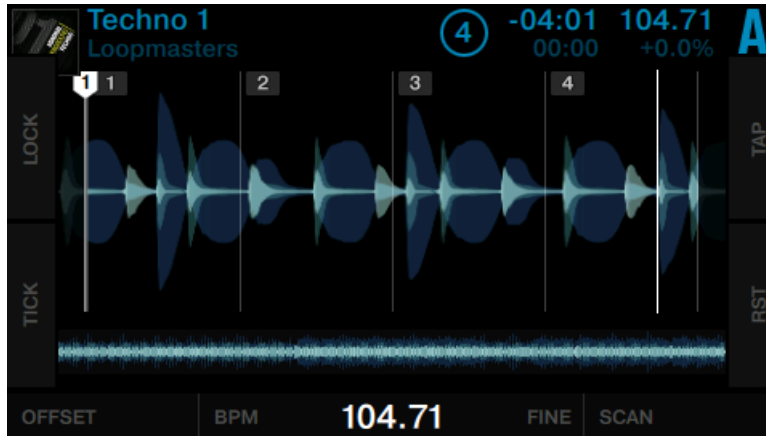 Techno 1
Loopmasters
4
-04:01 104.71
00:00 +0.0%
A
1 1 2 3 4
LOCK
TAP
TICK
RST
OFFSET BPM 104.71 FINE SCAN